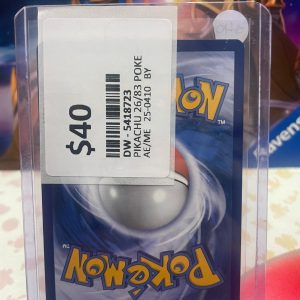 $40
DW - 5418723
PIKACHU 26/83 POKE
AE/ME 25-0410 BY
POKéMON